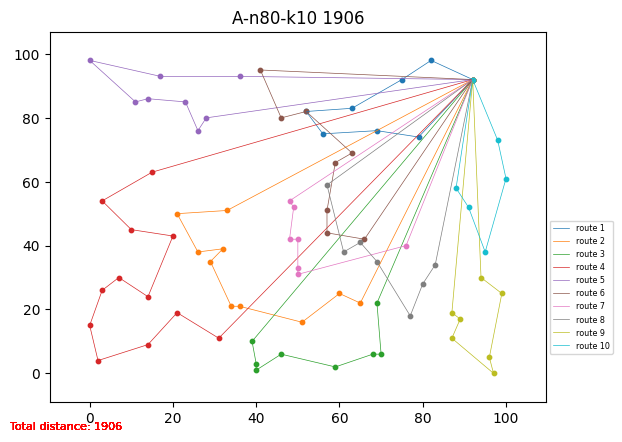 A-n80-k10 1906
100
80
60
40
20
0
0
20
40
60
80
100
route 1
route 2
route 3
route 4
route 5
route 6
route 7
route 8
route 9
route 10
Total distance: 1906